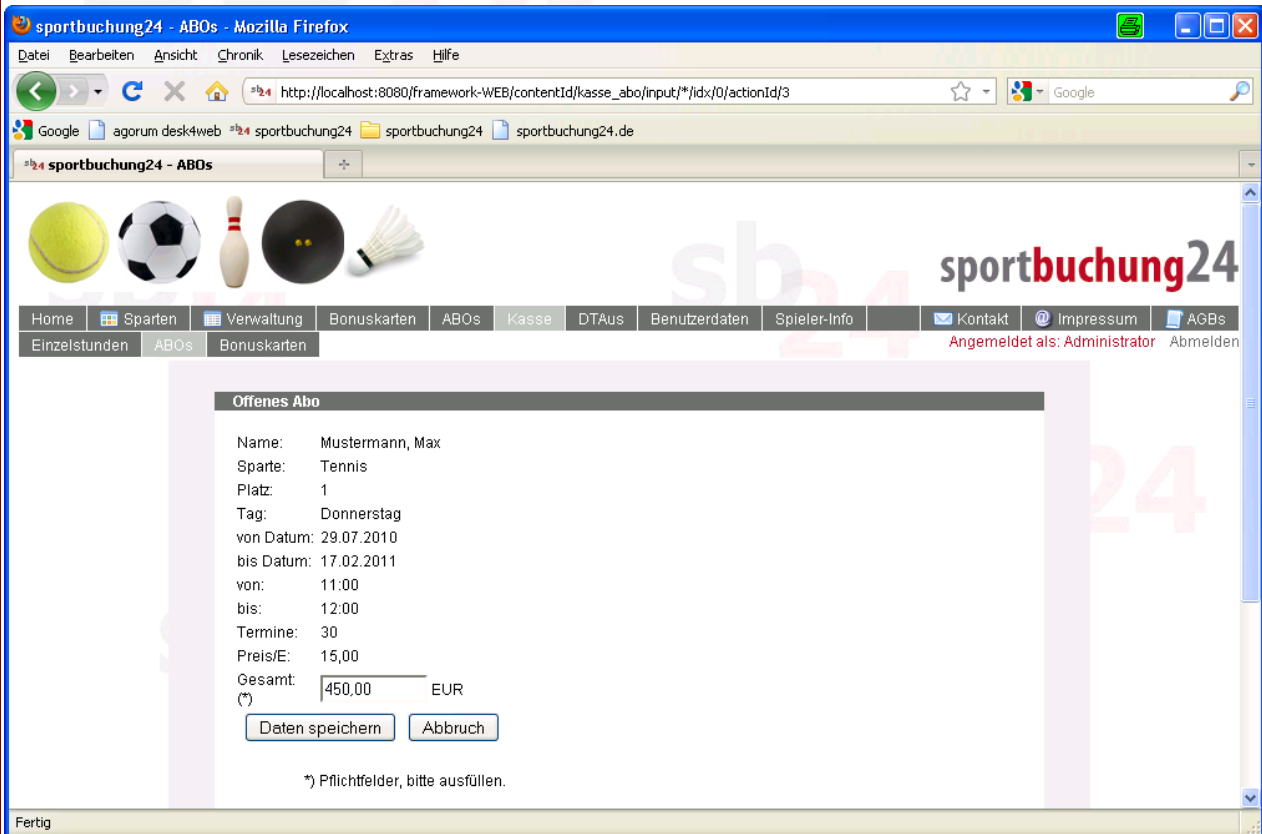 sportbuchung24 - ABOs - Mozilla Firefox
Datei Bearbeiten Ansicht Chronik Lesezeichen Extras Hilfe
sb24 http://localhost:8080/framework-WEB/contentId/kasse_abo/input/*/idx/0/actionId/3 Google
Google agorum desk4web sb24 sportbuchung24 sportbuchung24 sportbuchung24.de
sb24 sportbuchung24 - ABOs
sb24
sportbuchung24
Home Sparten Verwaltung Bonuskarten ABOs Kasse DTAus Benutzerdaten Spieler-Info Kontakt @ Impressum AGBs
Einzelstunden ABOs Bonuskarten Angemeldet als: Administrator Abmelden
Offenes Abo
Name: Mustermann, Max
Sparte: Tennis
Platz: 1
Tag: Donnerstag
von Datum: 29.07.2010
bis Datum: 17.02.2011
von: 11:00
bis: 12:00
Termine: 30
Preis/E: 15,00
Gesamt:
(*) 450,00 EUR
Daten speichern Abbruch
*) Pflichtfelder, bitte ausfüllen.
Fertig